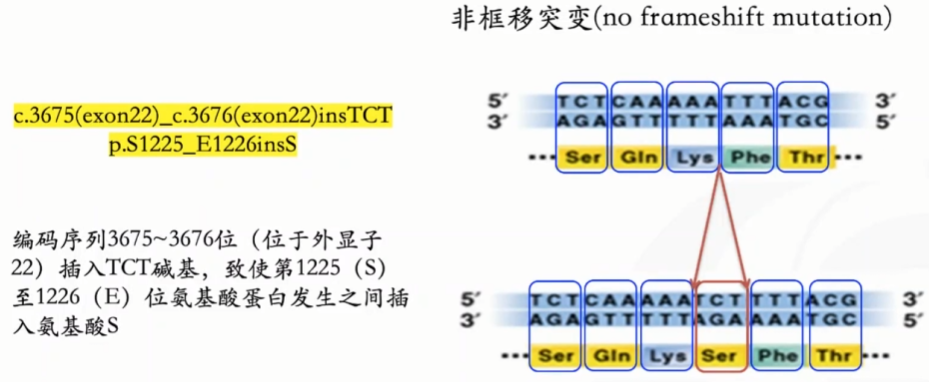 非框移突变(no frameshift mutation)
c.3675(exon22)_c.3676(exon22)insTCT
p.S1225_E1226insS
编码序列3675~3676位（位于外显子
22）插入TCT碱基，致使第1225（S）
至1226（E）位氨基酸蛋白发生之间插
入氨基酸S
5′ TCT CAA AAA TTT ACG 3′
3′ AGA GTT TTT AAA TGC 5′
··· Ser Gln Lys Phe Thr ···
5′ TCT CAA AAA TCT TTT ACG 3′
3′ AGA GTT TTT AGA AAA TGC 5′
··· Ser Gln Lys Ser Phe Thr ···